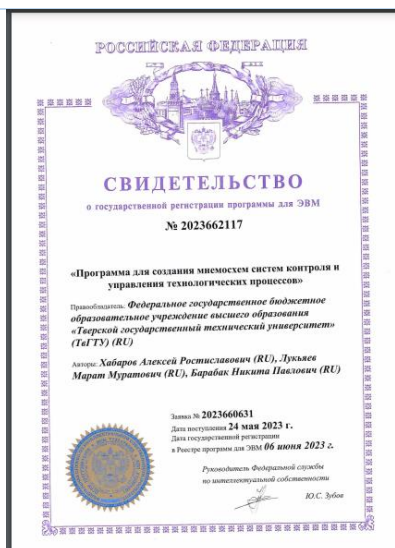 РОССИЙСКАЯ ФЕДЕРАЦИЯ
СВИДЕТЕЛЬСТВО
о государственной регистрации программы для ЭВМ
№ 2023662117
«Программа для создания мнемосхем систем контроля и
управления технологических процессов»
Правообладатель: Федеральное государственное бюджетное
образовательное учреждение высшего образования
«Тверской государственный технический университет»
(ТвГТУ) (RU)
Авторы: Хабаров Алексей Ростиславович (RU), Лукьяев
Марат Муратович (RU), Барабак Никита Павлович (RU)
Заявка № 2023660631
Дата поступления 24 мая 2023 г.
Дата государственной регистрации
в Реестре программ для ЭВМ 06 июня 2023 г.
Руководитель Федеральной службы
по интеллектуальной собственности
Ю.С. Зубов